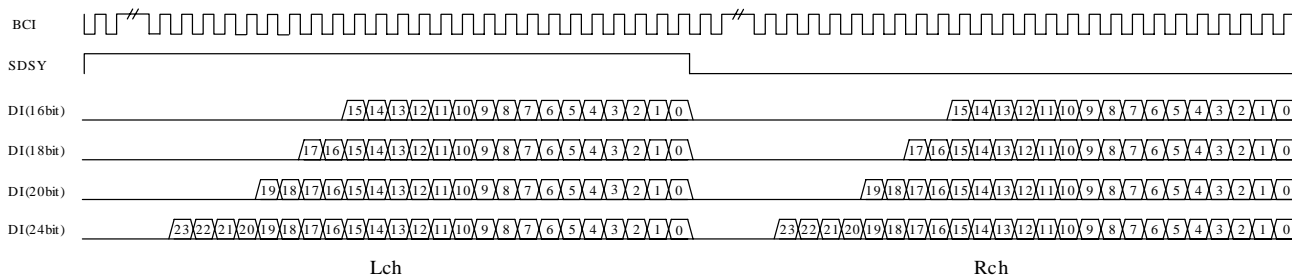 BCI
SDSY
DI(16bit) 15 14 13 12 11 10 9 8 7 6 5 4 3 2 1 0 15 14 13 12 11 10 9 8 7 6 5 4 3 2 1 0
DI(18bit) 17 16 15 14 13 12 11 10 9 8 7 6 5 4 3 2 1 0 17 16 15 14 13 12 11 10 9 8 7 6 5 4 3 2 1 0
DI(20bit) 19 18 17 16 15 14 13 12 11 10 9 8 7 6 5 4 3 2 1 0 19 18 17 16 15 14 13 12 11 10 9 8 7 6 5 4 3 2 1 0
DI(24bit) 23 22 21 20 19 18 17 16 15 14 13 12 11 10 9 8 7 6 5 4 3 2 1 0 23 22 21 20 19 18 17 16 15 14 13 12 11 10 9 8 7 6 5 4 3 2 1 0
Lch Rch